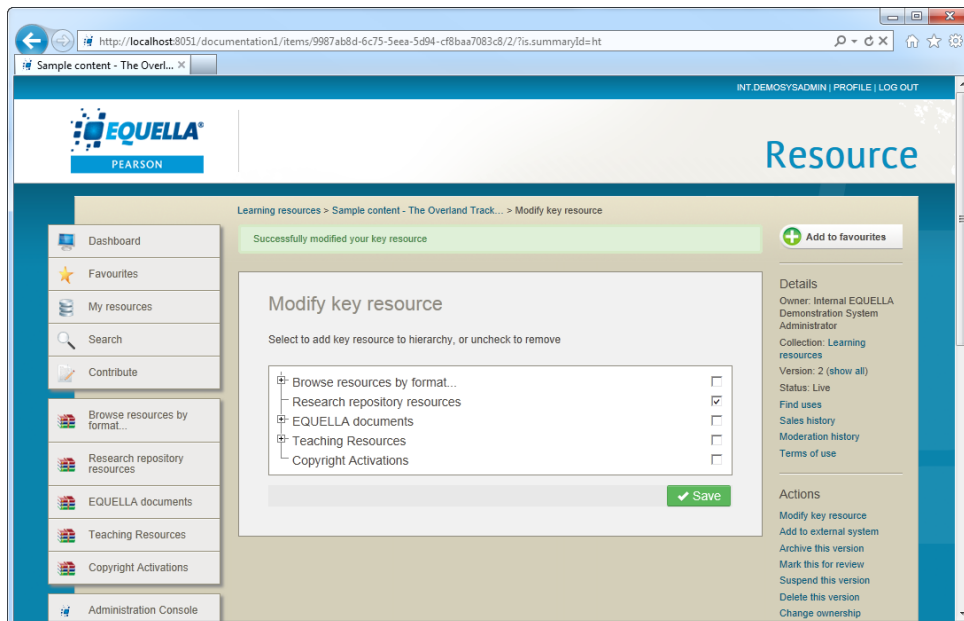 http://localhost:8051/documentation1/items/9987ab8d-6c75-5eea-5d94-cf8baa7083c8/2/?is.summaryId=ht
Sample content - The Overl...
INT.DEMOSYSADMIN | PROFILE | LOG OUT
EQUELLA®
PEARSON
Resource
Learning resources > Sample content - The Overland Track... > Modify key resource
Successfully modified your key resource
Add to favourites
Dashboard
Favourites
My resources
Search
Contribute
Browse resources by
format...
Research repository
resources
EQUELLA documents
Teaching Resources
Copyright Activations
Administration Console
Modify key resource
Select to add key resource to hierarchy, or uncheck to remove
Browse resources by format...
Research repository resources
EQUELLA documents
Teaching Resources
Copyright Activations
Save
Details
Owner: Internal EQUELLA
Demonstration System
Administrator
Collection: Learning
resources
Version: 2 (show all)
Status: Live
Find uses
Sales history
Moderation history
Terms of use
Actions
Modify key resource
Add to external system
Archive this version
Mark this for review
Suspend this version
Delete this version
Change ownership